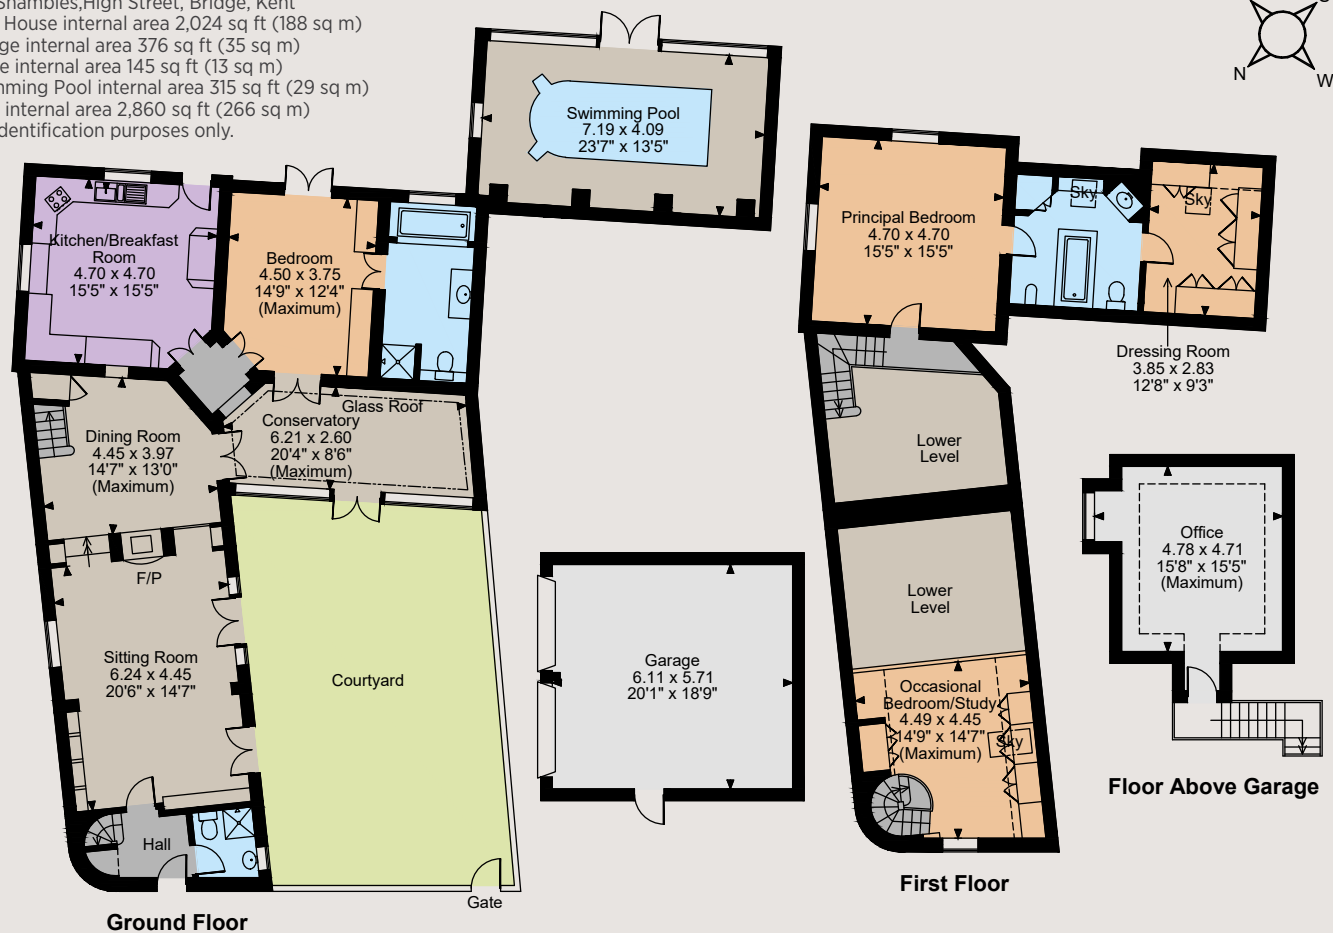 Shambles,High Street, Bridge, Kent
House internal area 2,024 sq ft (188 sq m)
internal area 376 sq ft (35 sq m)
internal area 145 sq ft (13 sq m)
Pool internal area 315 sq ft (29 sq m)
internal area 2,860 sq ft (266 sq m)
identification purposes only.
N
W
Swimming Pool
7.19 x 4.09
23'7" x 13'5"
Kitchen/Breakfast
Room
4.70 x 4.70
15'5" x 15'5"
Bedroom
4.50 x 3.75
14'9" x 12'4"
(Maximum)
Glass Roof
Conservatory
6.21 x 2.60
20'4" x 8'6"
(Maximum)
Dining Room
4.45 x 3.97
14'7" x 13'0"
(Maximum)
F/P
Sitting Room
6.24 x 4.45
20'6" x 14'7"
Courtyard
Hall
Gate
Ground Floor
Garage
6.11 x 5.71
20'1" x 18'9"
Principal Bedroom
4.70 x 4.70
15'5" x 15'5"
Sky
Sky
Dressing Room
3.85 x 2.83
12'8" x 9'3"
Lower
Level
Lower
Level
Occasional
Bedroom/Study
4.49 x 4.45
14'9" x 14'7"
(Maximum)
Sky
First Floor
Office
4.78 x 4.71
15'8" x 15'5"
(Maximum)
Floor Above Garage